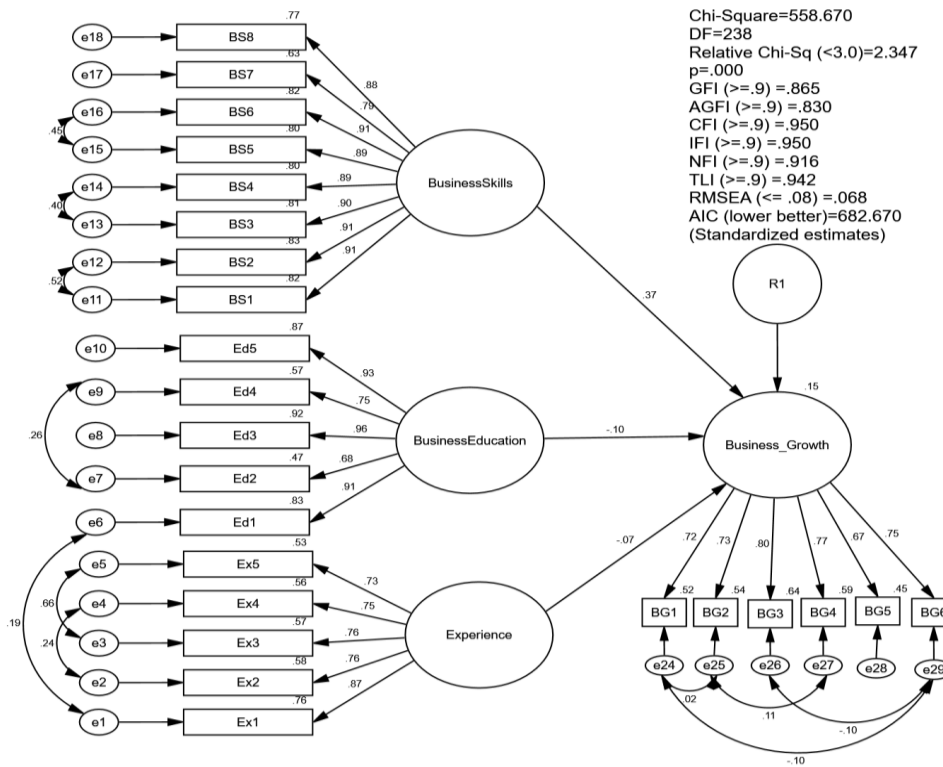 Chi-Square=558.670
DF=238
Relative Chi-Sq (<3.0)=2.347
p=.000
GFI (>=.9) =.865
AGFI (>=.9) =.830
CFI (>=.9) =.950
IFI (>=.9) =.950
NFI (>=.9) =.916
TLI (>=.9) =.942
RMSEA (<= .08) =.068
AIC (lower better)=682.670
(Standardized estimates)
.77
e18 BS8
.63
e17 BS7
.82
e16 BS6
.45
.80
e15 BS5
.80
e14 BS4
.40
.81
e13 BS3
.83
e12 BS2
.52
.82
e11 BS1
.88
.79
.91
.89
.89
.90
.91
.91
BusinessSkills
.37
R1
.87
e10 Ed5
.57
e9 Ed4
.92
e8 Ed3
.26
.47
e7 Ed2
.83
e6 Ed1
.93
.75
.96
.68
.91
BusinessEducation
-.10
.15
Business_Growth
.53
e5 Ex5
.56
e4 Ex4
.66
.57
e3 Ex3
.19
.24
.58
e2 Ex2
.76
e1 Ex1
.73
.75
.76
.76
.87
Experience
-.07
.72 .73 .80 .77 .67 .75
.52 .54 .64 .59 .45
BG1 BG2 BG3 BG4 BG5 BG6
e24 e25 e26 e27 e28 e29
.02
.11
-.10
-.10